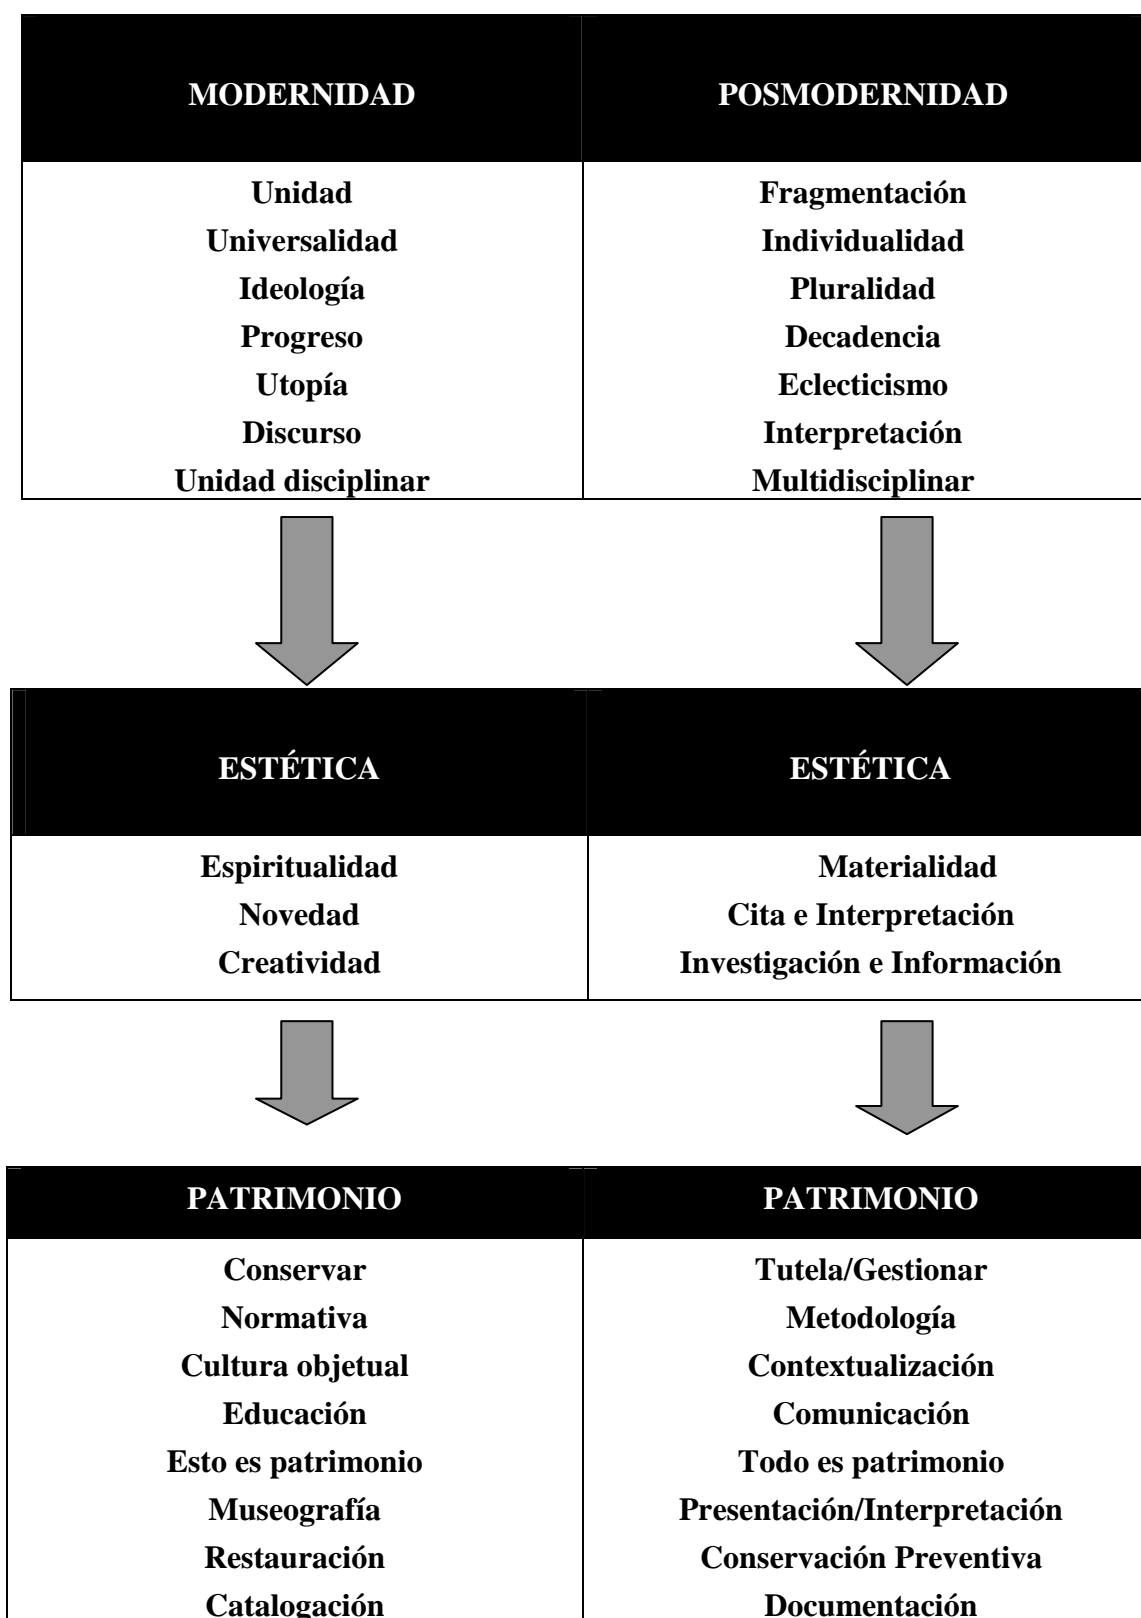 MODERNIDAD POSMODERNIDAD
Unidad Fragmentación
Universalidad Individualidad
Ideología Pluralidad
Progreso Decadencia
Utopía Eclecticismo
Discurso Interpretación
Unidad disciplinar Multidisciplinar
ESTÉTICA ESTÉTICA
Espiritualidad Materialidad
Novedad Cita e Interpretación
Creatividad Investigación e Información
PATRIMONIO PATRIMONIO
Conservar Tutela/Gestionar
Normativa Metodología
Cultura objetual Contextualización
Educación Comunicación
Esto es patrimonio Todo es patrimonio
Museografía Presentación/Interpretación
Restauración Conservación Preventiva
Catalogación Documentación